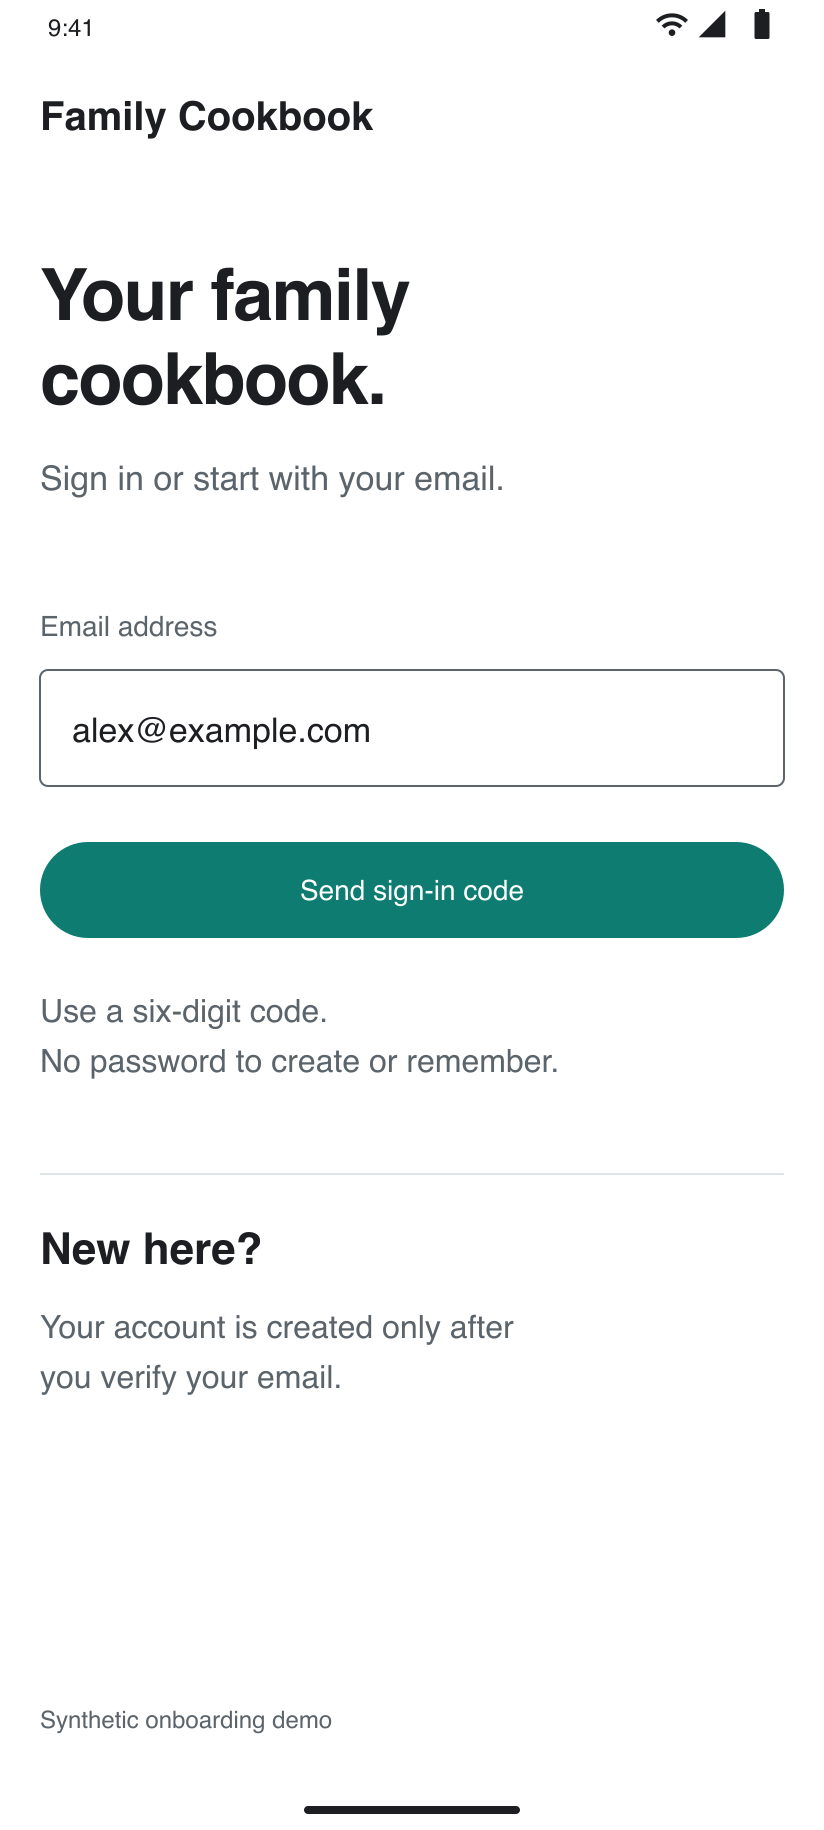 9:41
Family Cookbook
Your family
cookbook.
Sign in or start with your email.
Email address
alex@example.com
Send sign-in code
Use a six-digit code.
No password to create or remember.
New here?
Your account is created only after
you verify your email.
Synthetic onboarding demo